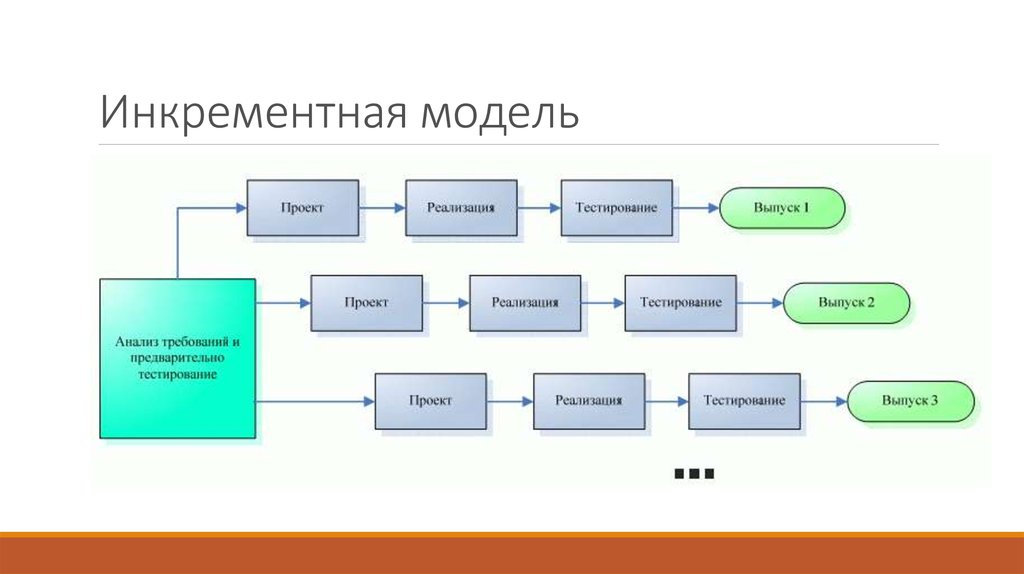 Инкрементная модель
Проект
Реализация
Тестирование
Выпуск 1
Проект
Реализация
Тестирование
Выпуск 2
Анализ требований и
предварительно
тестирование
Проект
Реализация
Тестирование
Выпуск 3
...